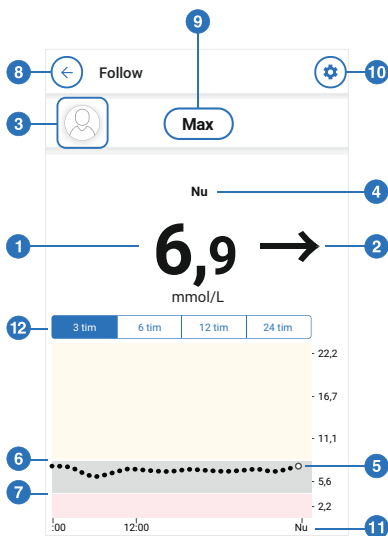 9
8
Follow
10
3
Max
Nu
4
1
6,9
2
mmol/L
12
3 tim
6 tim
12 tim
24 tim
22,2
16,7
11,1
6
5
5,6
7
2,2
:00
12:00
Nu
11